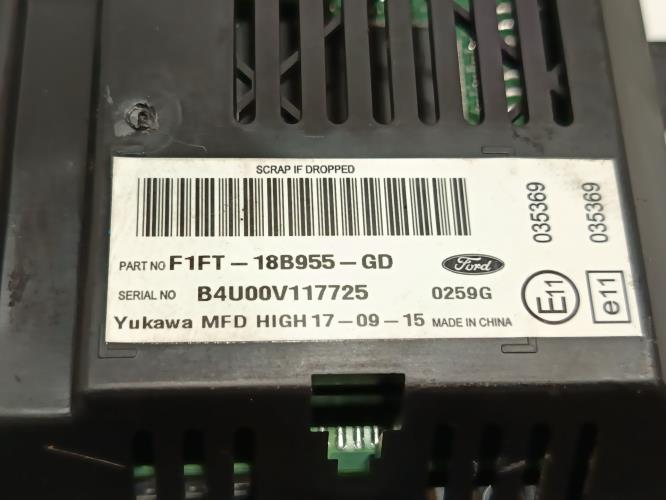 SCRAP IF DROPPED
PART NO F1FT-18B955-GD
Ford
SERIAL NO B4U00V117725 0259G
Yukawa MFD HIGH 17-09-15 MADE IN CHINA
035369
E11
035369
e11